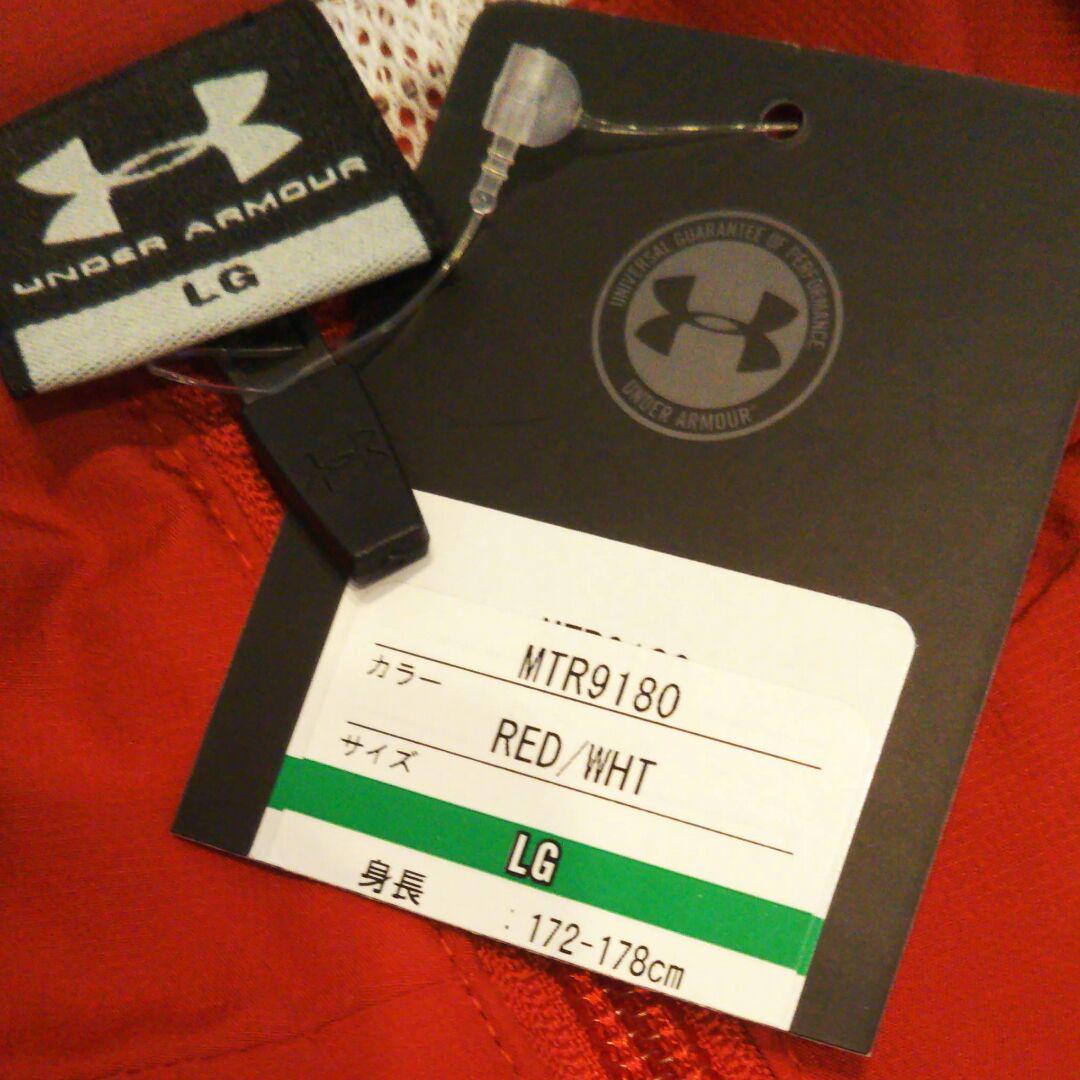 UNDER ARMOUR
LG
UNIVERSAL GUARANTEE OF PERFORMANCE
UNDER ARMOUR
MTR9180
カラー
RED/WHT
サイズ
LG
身長
: 172-178cm